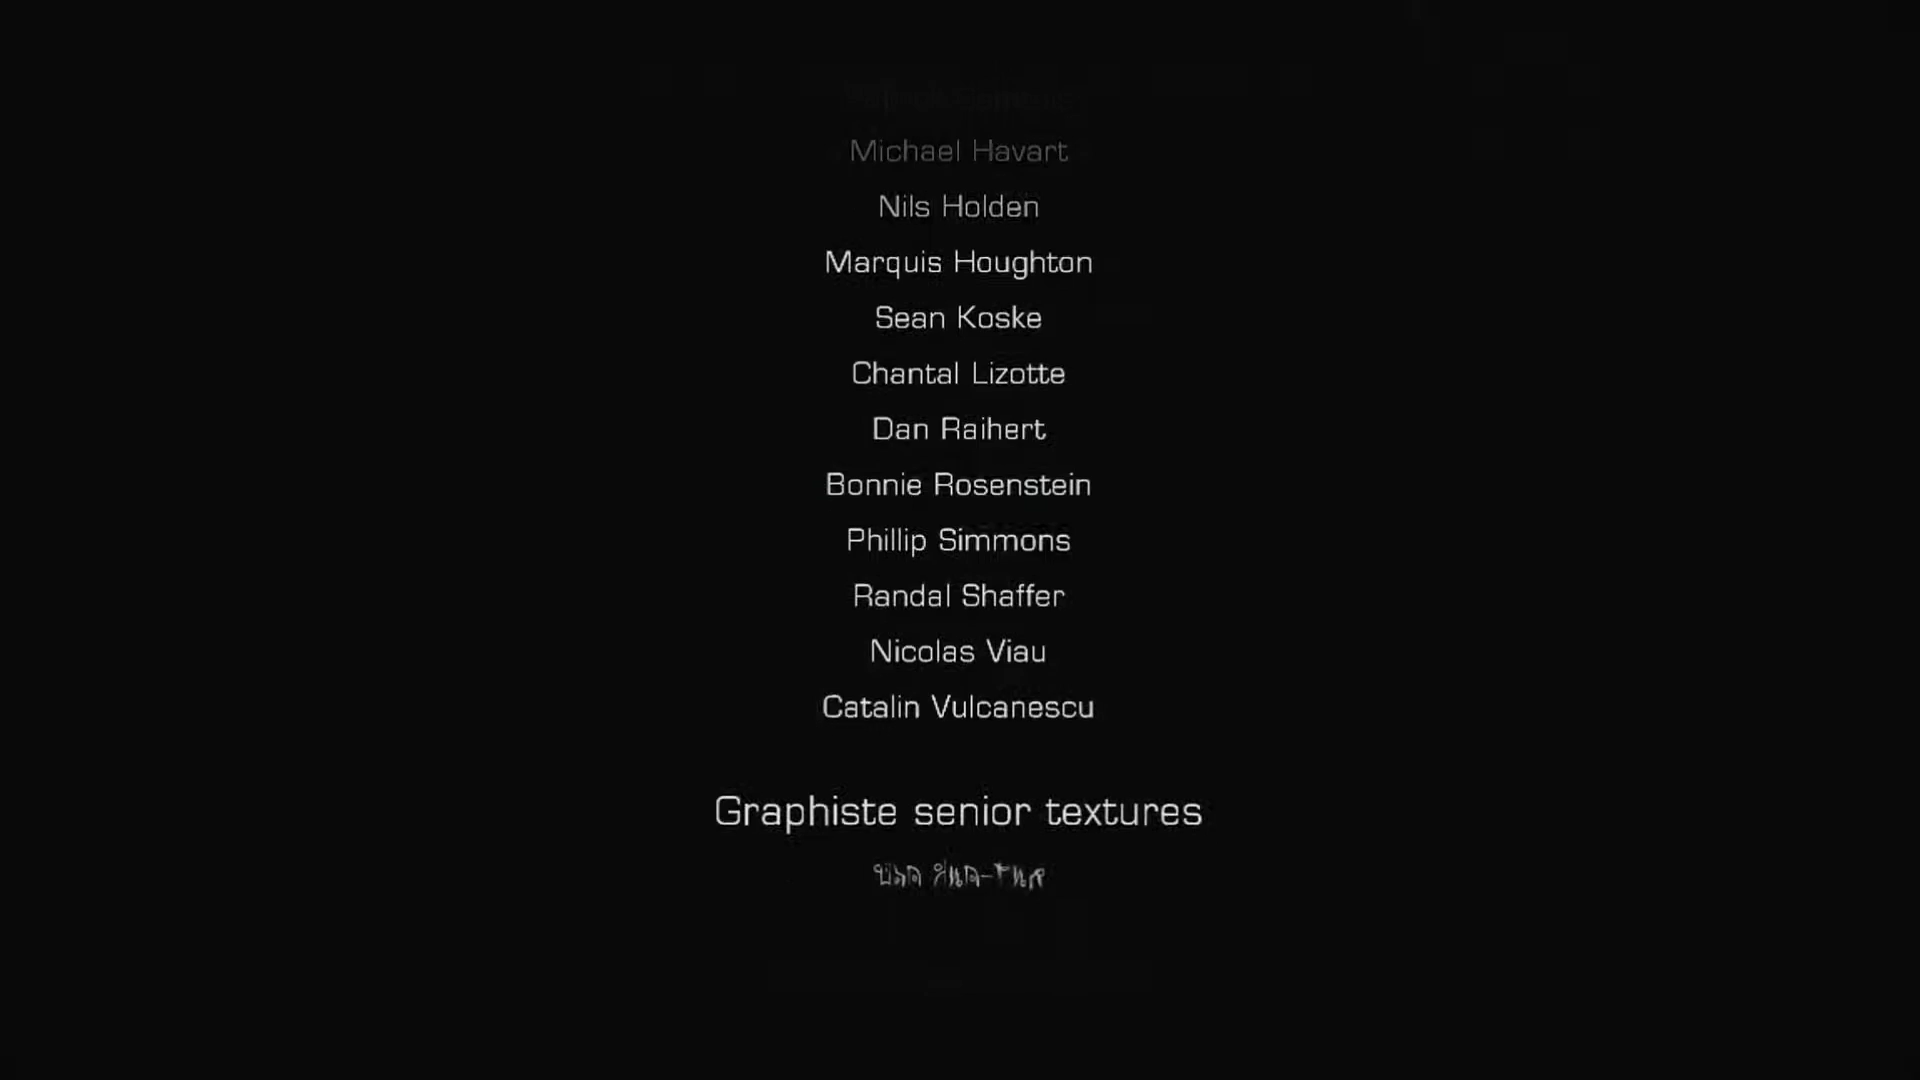 Michael Havart
Nils Holden
Marquis Houghton
Sean Koske
Chantal Lizotte
Dan Raihert
Bonnie Rosenstein
Phillip Simmons
Randal Shaffer
Nicolas Viau
Catalin Vulcanescu
Graphiste senior textures